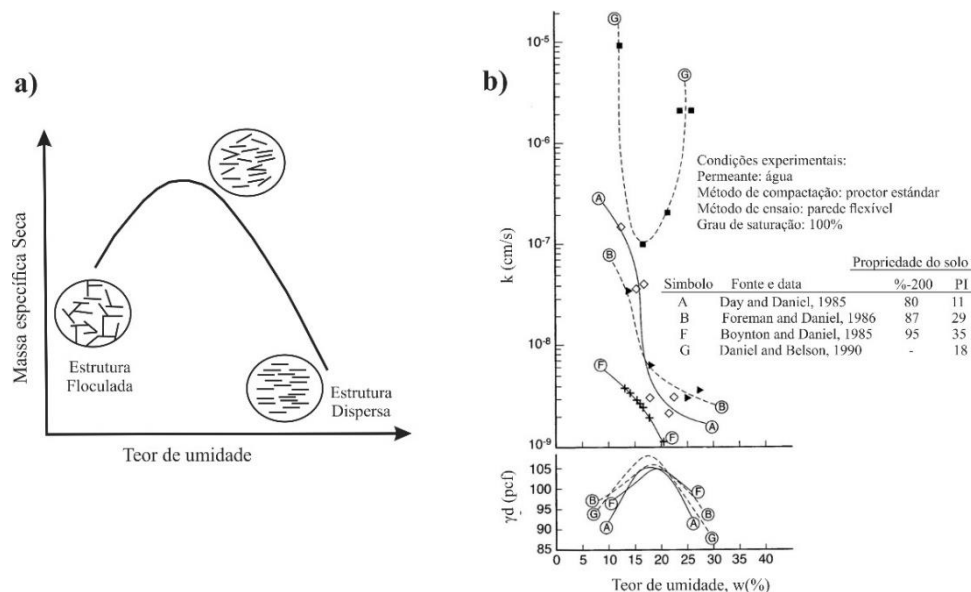 a)
Massa específica Seca
Estrutura
Floculada
Estrutura
Dispersa
Teor de umidade
b)
k (cm/s)
10-5
10-6
10-7
10-8
10-9
G
G
A
B
F
F
B
A
Condições experimentais:
Permeante: água
Método de compactação: proctor estándar
Método de ensaio: parede flexível
Grau de saturação: 100%
Propriedade do solo
Simbolo Fonte e data %-200 PI
A Day and Daniel, 1985 80 11
B Foreman and Daniel, 1986 87 29
F Boynton and Daniel, 1985 95 35
G Daniel and Belson, 1990 - 18
γd (pcf)
105
100
95
90
85
B
G
F
A
F
B
A
G
0 5 10 15 20 25 30 35 40
Teor de umidade, w(%)